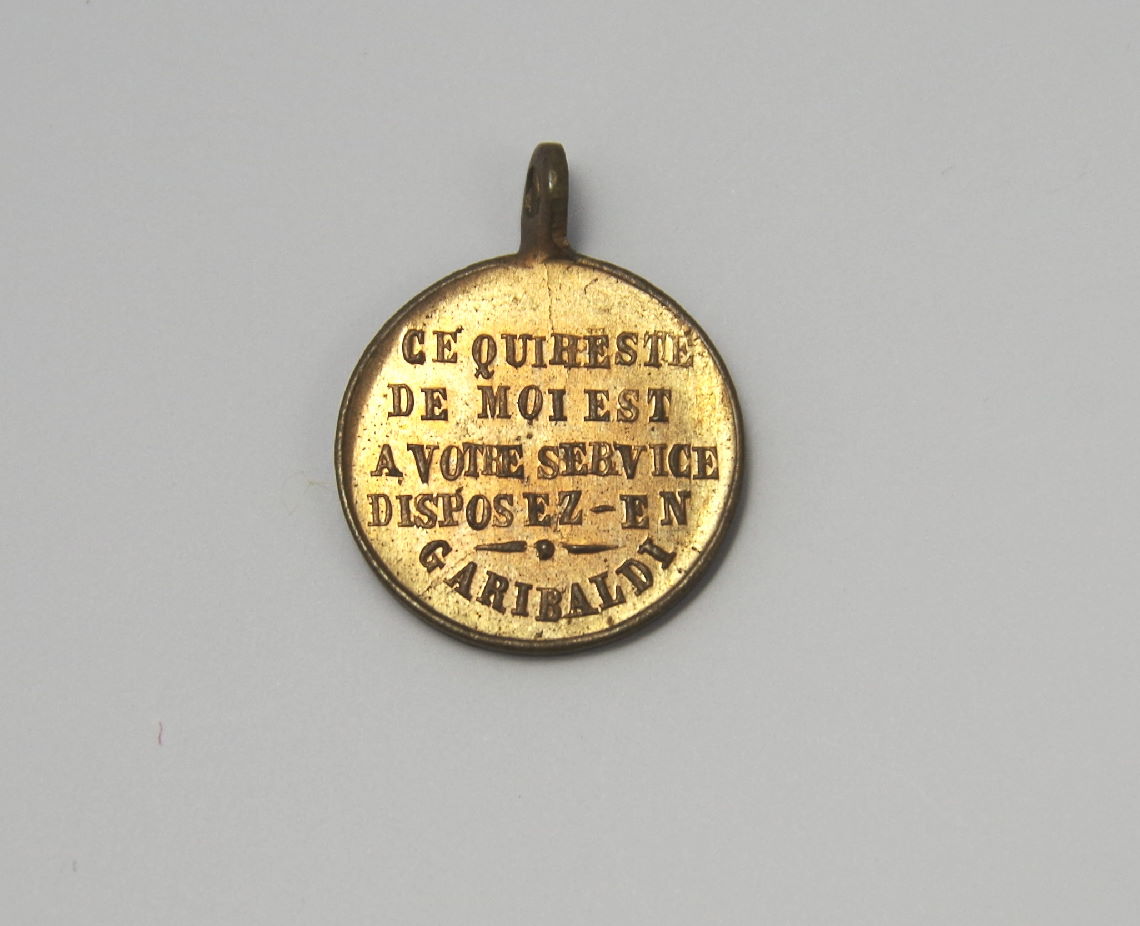 CE QUI RESTE
DE MOI EST
A VOTRE SERVICE
DISPOSEZ-EN
GARIBALDI